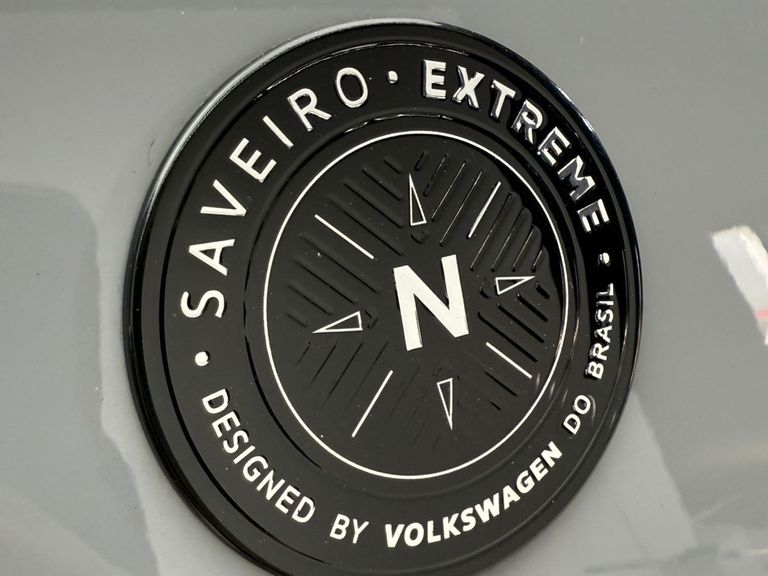 SAVEIRO · EXTREME
N
DESIGNED BY VOLKSWAGEN DO BRASIL